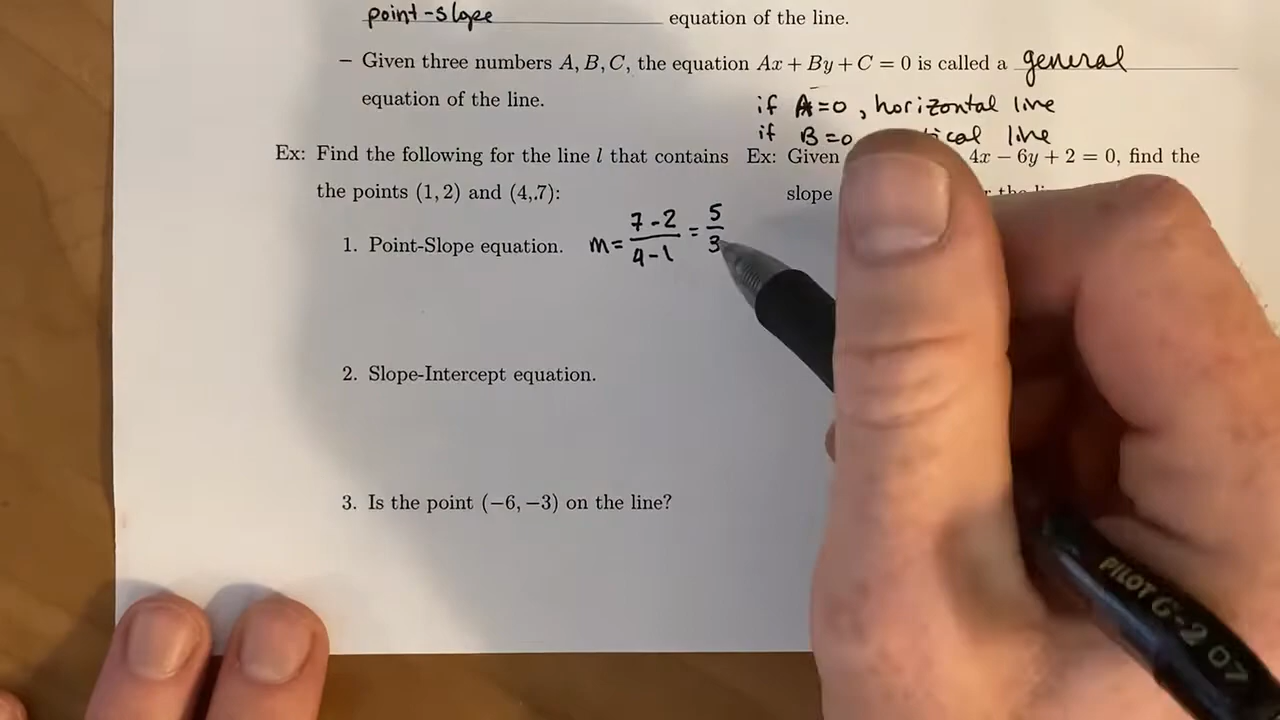 point-slope equation of the line.
– Given three numbers A, B, C, the equation Ax + By + C = 0 is called a general
equation of the line.
if A=0, horizontal line
if B=0 line
Ex: Find the following for the line l that contains
the points (1, 2) and (4,.7):
1. Point-Slope equation. m = 7-2/4-1 = 5/3
2. Slope-Intercept equation.
3. Is the point (−6, −3) on the line?
Ex: Given 4x − 6y + 2 = 0, find the
slope
PILOT G-2 07